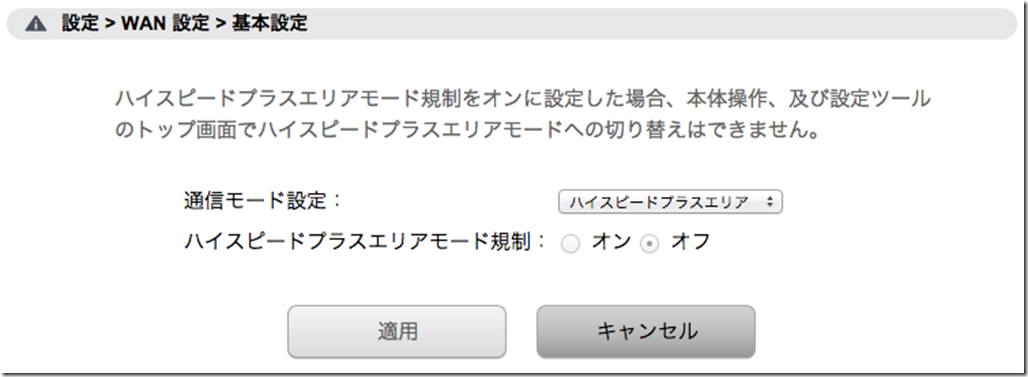 設定 > WAN 設定 > 基本設定
ハイスピードプラスエリアモード規制をオンに設定した場合、本体操作、及び設定ツール
のトップ画面でハイスピードプラスエリアモードへの切り替えはできません。
通信モード設定： ハイスピードプラスエリア
ハイスピードプラスエリアモード規制： オン オフ
適用 キャンセル